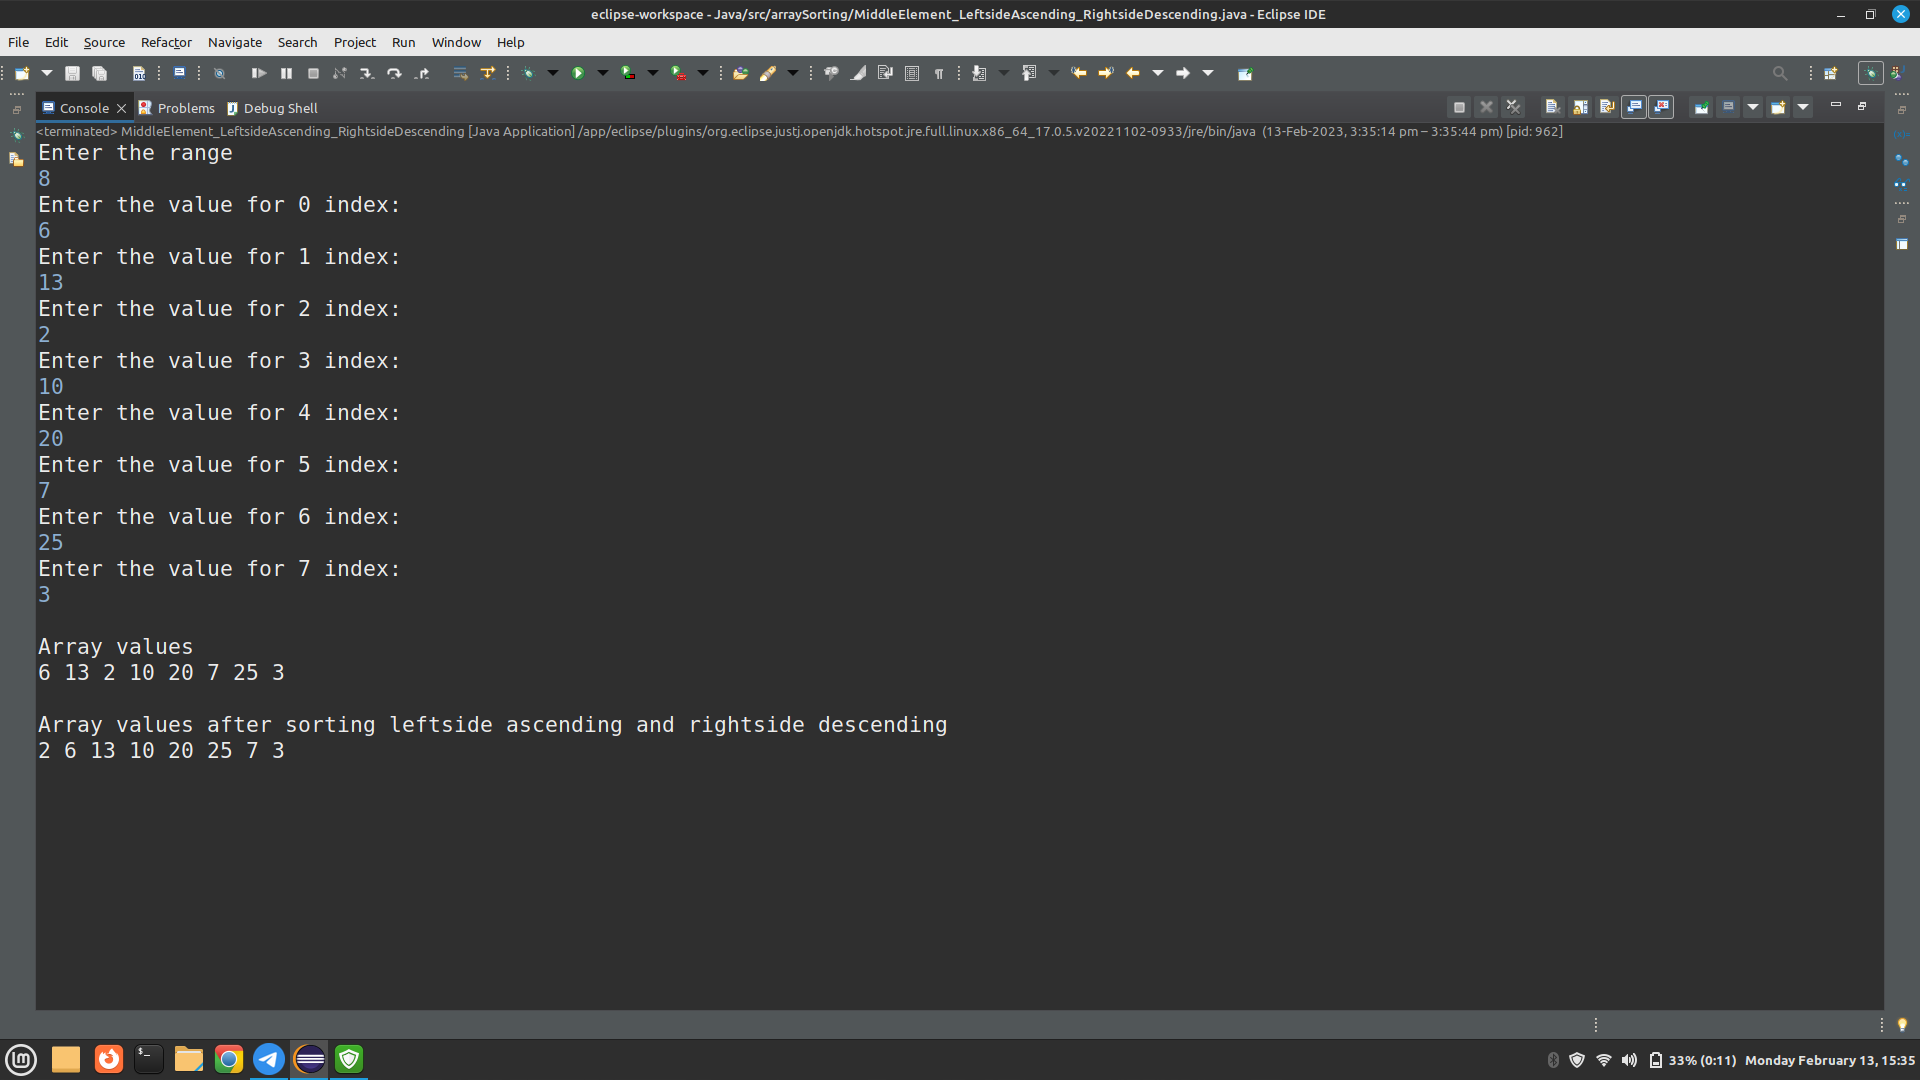 eclipse-workspace - Java/src/arraySorting/MiddleElement_LeftsideAscending_RightsideDescending.java - Eclipse IDE
File Edit Source Refactor Navigate Search Project Run Window Help
Console Problems Debug Shell
<terminated> MiddleElement_LeftsideAscending_RightsideDescending [Java Application] /app/eclipse/plugins/org.eclipse.justj.openjdk.hotspot.jre.full.linux.x86_64_17.0.5.v20221102-0933/jre/bin/java (13-Feb-2023, 3:35:14 pm – 3:35:44 pm) [pid: 962]
Enter the range
8
Enter the value for 0 index:
6
Enter the value for 1 index:
13
Enter the value for 2 index:
2
Enter the value for 3 index:
10
Enter the value for 4 index:
20
Enter the value for 5 index:
7
Enter the value for 6 index:
25
Enter the value for 7 index:
3
Array values
6 13 2 10 20 7 25 3
Array values after sorting leftside ascending and rightside descending
2 6 13 10 20 25 7 3
33% (0:11) Monday February 13, 15:35